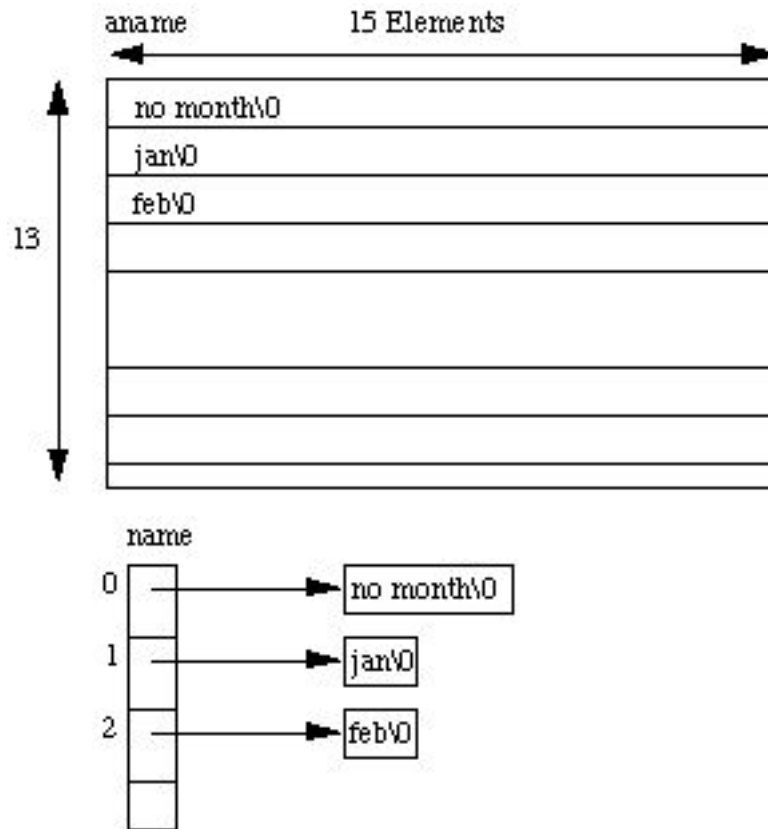 aname 15 Elements
no month\0
jan\0
feb\0
13
name
0 no month\0
1 jan\0
2 feb\0